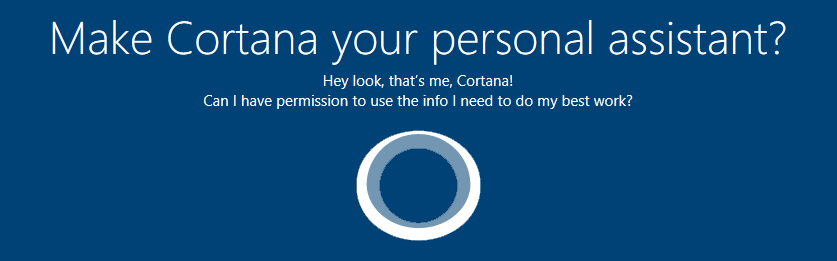 Make Cortana your personal assistant?
Hey look, that’s me, Cortana!
Can I have permission to use the info I need to do my best work?